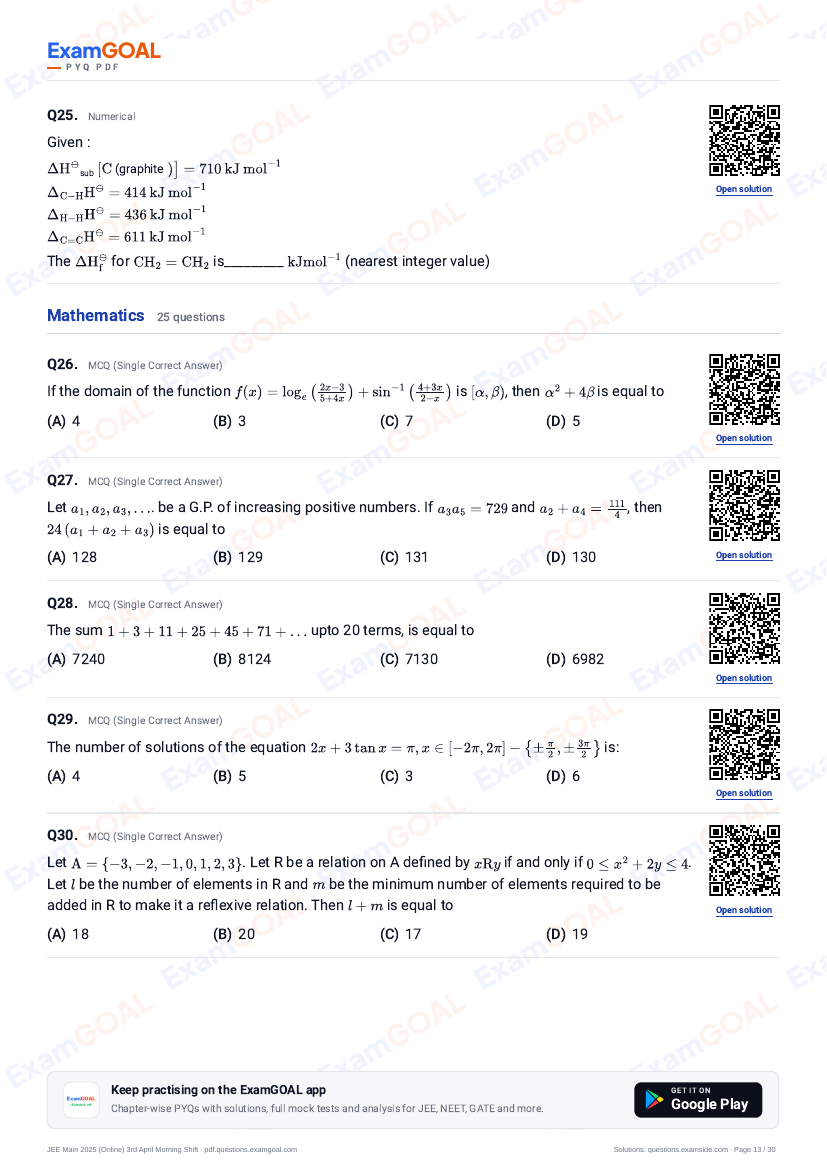 ExamGOAL
PYQ PDF
Q25. Numerical
Given :
ΔH⊖sub [C (graphite )] = 710 kJ mol⁻¹
Δ_C−H H⊖ = 414 kJ mol⁻¹
Δ_H−H H⊖ = 436 kJ mol⁻¹
Δ_C=C H⊖ = 611 kJ mol⁻¹
The ΔH_f⊖ for CH₂ = CH₂ is_________ kJmol⁻¹ (nearest integer value)
Open solution
Mathematics 25 questions
Q26. MCQ (Single Correct Answer)
If the domain of the function f(x) = logₑ ((2x−3)/(5+4x)) + sin⁻¹ ((4+3x)/(2−x)) is [α, β), then α² + 4β is equal to
(A) 4 (B) 3 (C) 7 (D) 5
Open solution
Q27. MCQ (Single Correct Answer)
Let a₁, a₂, a₃, .... be a G.P. of increasing positive numbers. If a₃a₅ = 729 and a₂ + a₄ = 111/4, then
24 (a₁ + a₂ + a₃) is equal to
(A) 128 (B) 129 (C) 131 (D) 130
Open solution
Q28. MCQ (Single Correct Answer)
The sum 1 + 3 + 11 + 25 + 45 + 71 + ... upto 20 terms, is equal to
(A) 7240 (B) 8124 (C) 7130 (D) 6982
Open solution
Q29. MCQ (Single Correct Answer)
The number of solutions of the equation 2x + 3 tan x = π, x ∈ [−2π, 2π] − {±π/2, ±3π/2} is:
(A) 4 (B) 5 (C) 3 (D) 6
Open solution
Q30. MCQ (Single Correct Answer)
Let A = {−3, −2, −1, 0, 1, 2, 3}. Let R be a relation on A defined by xRy if and only if 0 ≤ x² + 2y ≤ 4.
Let l be the number of elements in R and m be the minimum number of elements required to be
added in R to make it a reflexive relation. Then l + m is equal to
(A) 18 (B) 20 (C) 17 (D) 19
Open solution
ExamGOAL
Keep practising on the ExamGOAL app
Chapter-wise PYQs with solutions, full mock tests and analysis for JEE, NEET, GATE and more.
GET IT ON
Google Play
JEE Main 2025 (Online) 3rd April Morning Shift · pdf.questions.examgoal.com
Solutions: questions.examside.com · Page 13 / 30